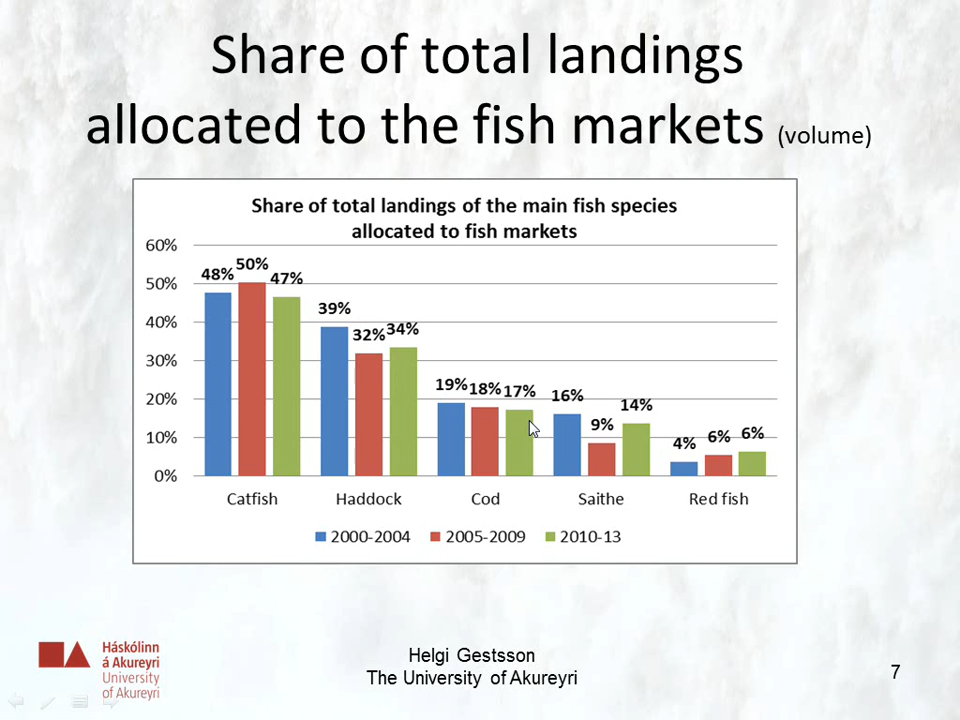 Share of total landings
allocated to the fish markets (volume)
Share of total landings of the main fish species
allocated to fish markets
60%
50%
40%
30%
20%
10%
0%
48% 50% 47%
39% 32% 34%
19% 18% 17%
16% 9% 14%
4% 6% 6%
Catfish Haddock Cod Saithe Red fish
2000-2004 2005-2009 2010-13
Háskólinn
á Akureyri
University
of Akureyri
Helgi Gestsson
The University of Akureyri
7